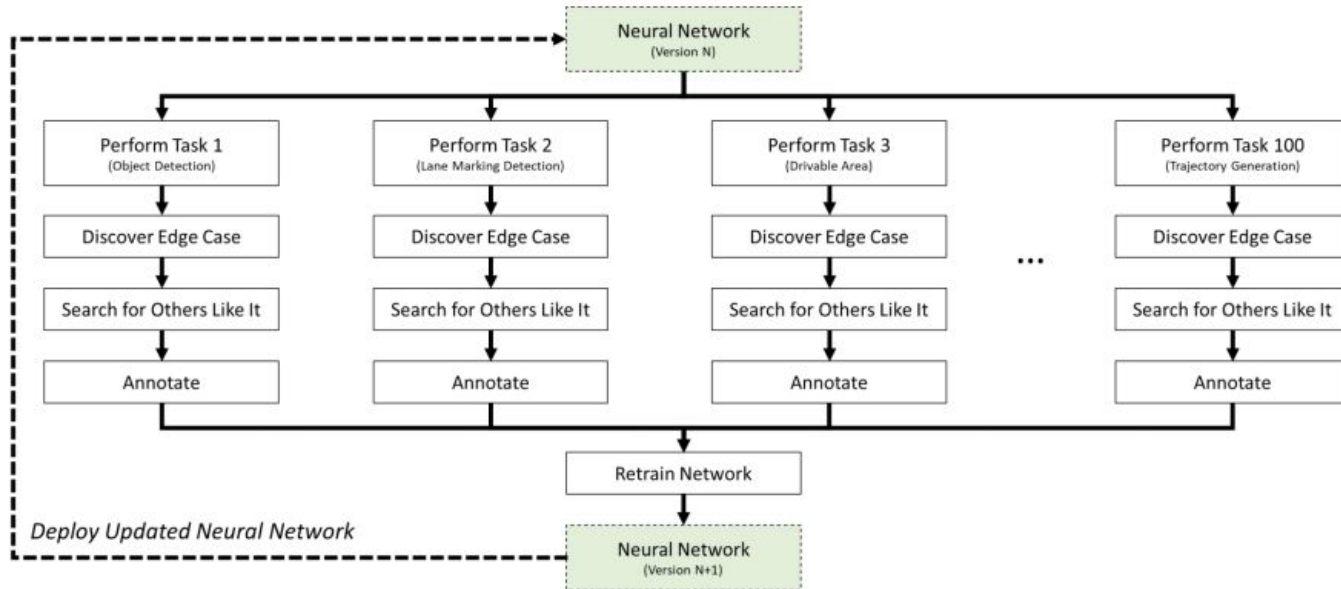 Neural Network
(Version N)
Perform Task 1
(Object Detection)
Perform Task 2
(Lane Marking Detection)
Perform Task 3
(Drivable Area)
Perform Task 100
(Trajectory Generation)
Discover Edge Case
Discover Edge Case
Discover Edge Case
...
Discover Edge Case
Search for Others Like It
Search for Others Like It
Search for Others Like It
Search for Others Like It
Annotate
Annotate
Annotate
Annotate
Retrain Network
Deploy Updated Neural Network
Neural Network
(Version N+1)